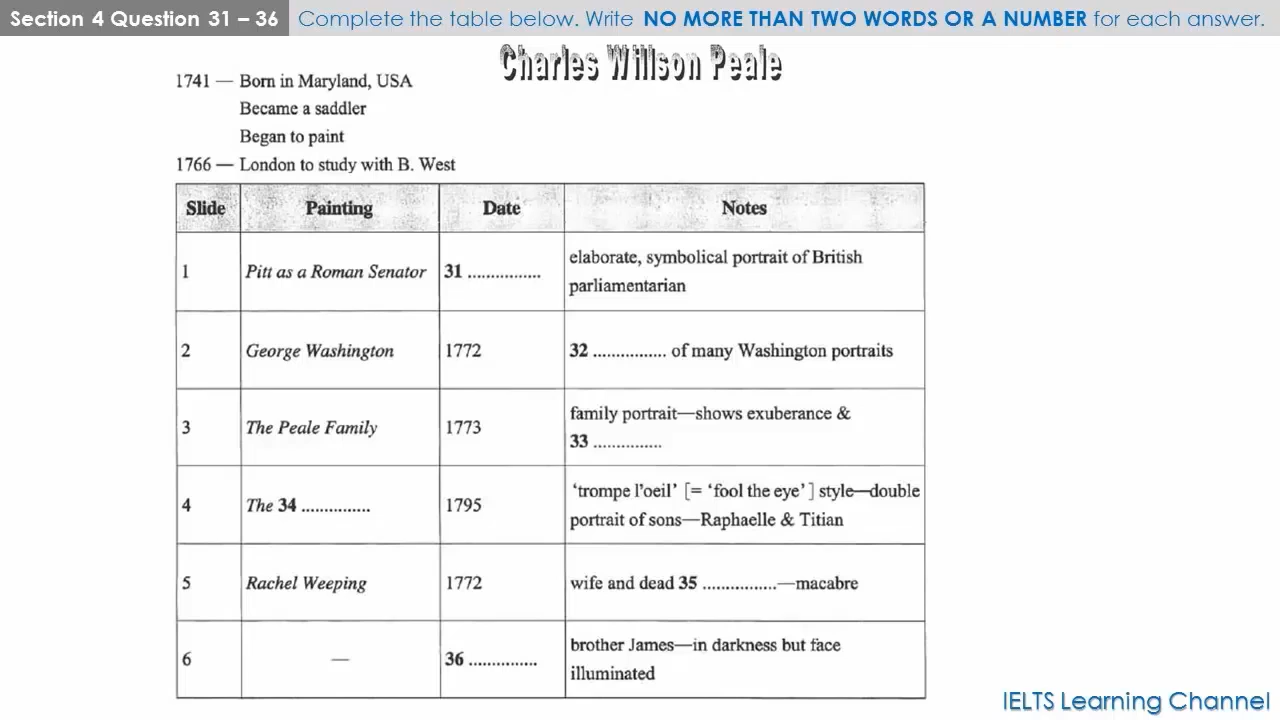 Section 4 Question 31 – 36 Complete the table below. Write NO MORE THAN TWO WORDS OR A NUMBER for each answer.
Charles Willson Peale
1741 — Born in Maryland, USA
Became a saddler
Began to paint
1766 — London to study with B. West
Slide Painting Date Notes
1 Pitt as a Roman Senator 31 ................ elaborate, symbolical portrait of British
parliamentarian
2 George Washington 1772 32 ................ of many Washington portraits
3 The Peale Family 1773 family portrait—shows exuberance &
33 ...............
4 The 34 ............... 1795 'trompe l'oeil' [= 'fool the eye'] style—double
portrait of sons—Raphaelle & Titian
5 Rachel Weeping 1772 wife and dead 35 ................—macabre
6 — 36 ............... brother James—in darkness but face
illuminated
IELTS Learning Channel